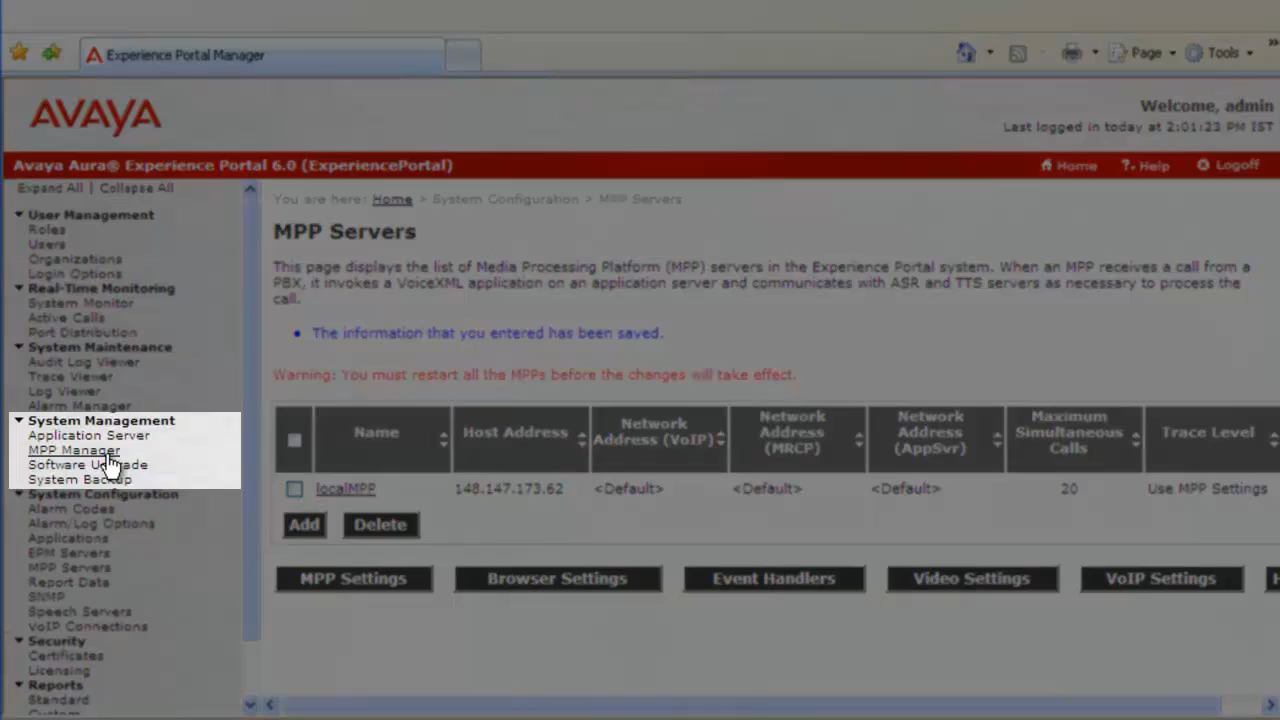 Experience Portal Manager
Page
Tools
AVAYA
Welcome, admin
Last logged in today at 2:01:23 PM IST
Avaya Aura® Experience Portal 6.0 (ExperiencePortal)
Home
?. Help
Logoff
Expand All | Collapse All
User Management
Roles
Users
Organizations
Login Options
Real-Time Monitoring
System Monitor
Active Calls
Port Distribution
System Maintenance
Audit Log Viewer
Trace Viewer
Log Viewer
Alarm Manager
System Management
Application Server
MPP Manager
Software
System Backup
System Configuration
Alarm Codes
Alarm/Log Options
Applications
EPM Servers
MPP Servers
Report Data
SNMP
Speech Servers
VoIP Connections
Security
Certificates
Licensing
Reports
Standard
Custom
You are here: Home > System Configuration > MPP Servers
MPP Servers
This page displays the list of Media Processing Platform (MPP) servers in the Experience Portal system. When an MPP receives a call from a
PBX, it invokes a VoiceXML application on an application server and communicates with ASR and TTS servers as necessary to process the
call.
• The information that you entered has been saved.
Warning: You must restart all the MPPs before the changes will take effect.
Name
Host Address
Network
Address (VoIP)
Network
Address
(MRCP)
Network
Address
(AppSvr)
Maximum
Simultaneous
Calls
Trace Level
localMPP
148.147.173.62
<Default>
<Default>
<Default>
20
Use MPP Settings
Add
Delete
MPP Settings
Browser Settings
Event Handlers
Video Settings
VoIP Settings